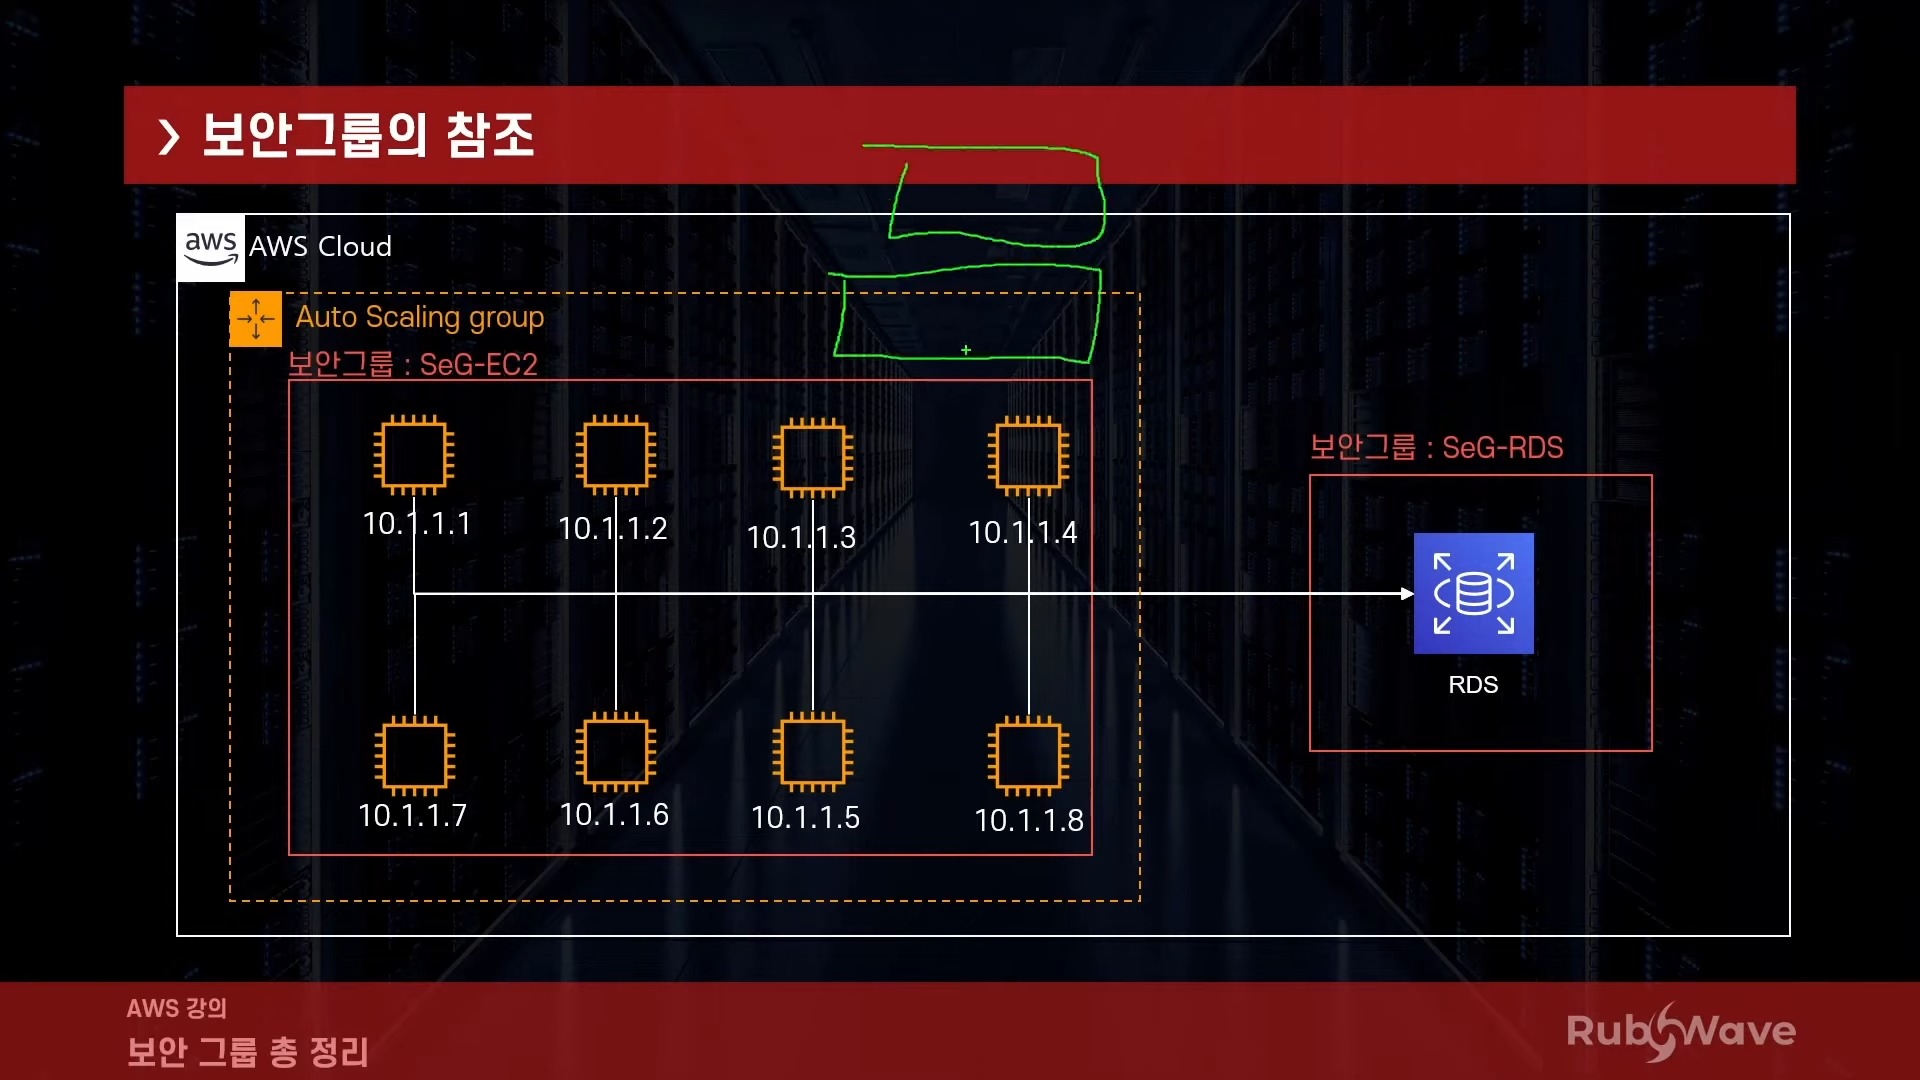 보안그룹의 참조
aws
AWS Cloud
Auto Scaling group
보안그룹 : SeG-EC2
10.1.1.1
10.1.1.2
10.1.1.3
10.1.1.4
보안그룹 : SeG-RDS
RDS
10.1.1.7
10.1.1.6
10.1.1.5
10.1.1.8
AWS 강의
보안 그룹 총 정리
RubyWave